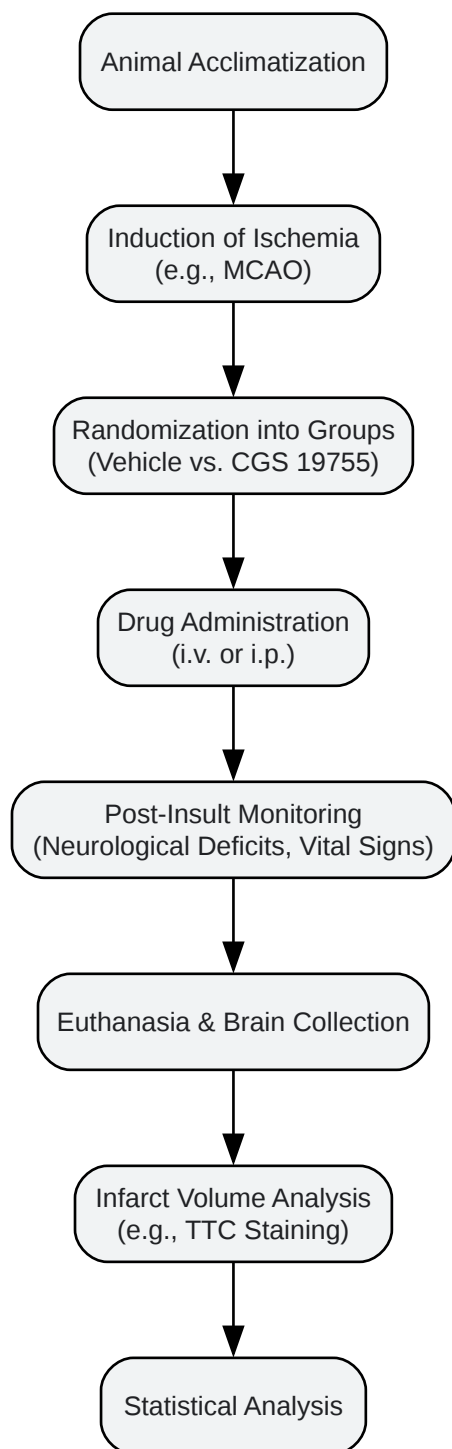 Animal Acclimatization
Induction of Ischemia
(e.g., MCAO)
Randomization into Groups
(Vehicle vs. CGS 19755)
Drug Administration
(i.v. or i.p.)
Post-Insult Monitoring
(Neurological Deficits, Vital Signs)
Euthanasia & Brain Collection
Infarct Volume Analysis
(e.g., TTC Staining)
Statistical Analysis